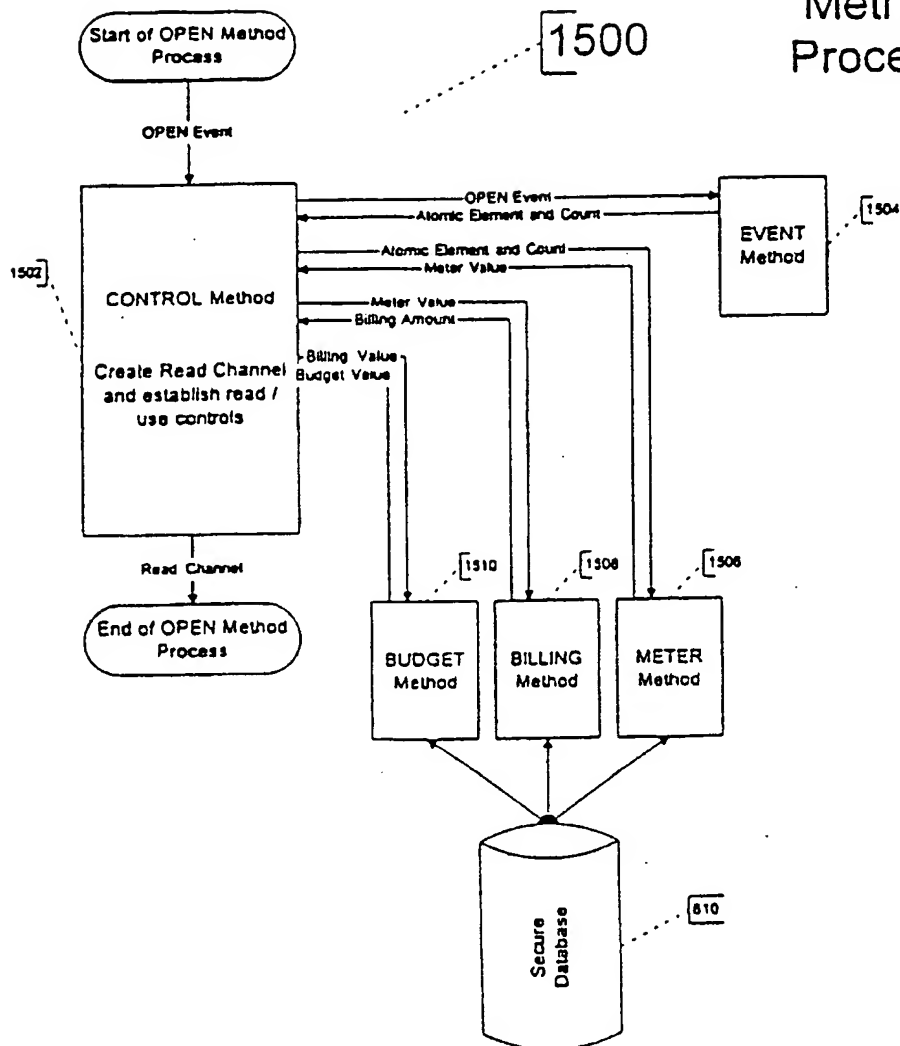 Start of OPEN Method
Process
1500
OPEN Event
OPEN Event
Atomic Element and Count
EVENT
Method
1504
1502
CONTROL Method
Create Read Channel
and establish read /
use controls
Atomic Element and Count
Meter Value
Meter Value
Billing Amount
Billing Value
Budget Value
Read Channel
End of OPEN Method
Process
1510
BUDGET
Method
1508
BILLING
Method
1506
METER
Method
Secure
Database
610